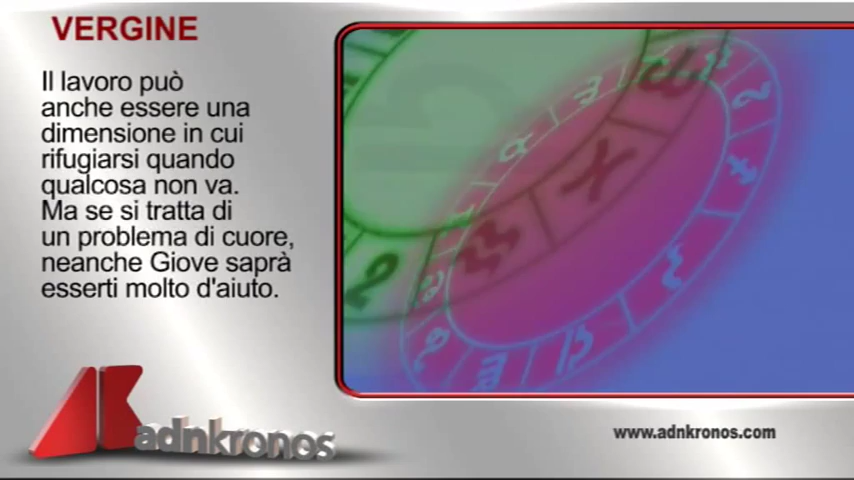 VERGINE
Il lavoro può
anche essere una
dimensione in cui
rifugiarsi quando
qualcosa non va.
Ma se si tratta di
un problema di cuore,
neanche Giove saprà
esserti molto d'aiuto.
adnkronos
www.adnkronos.com